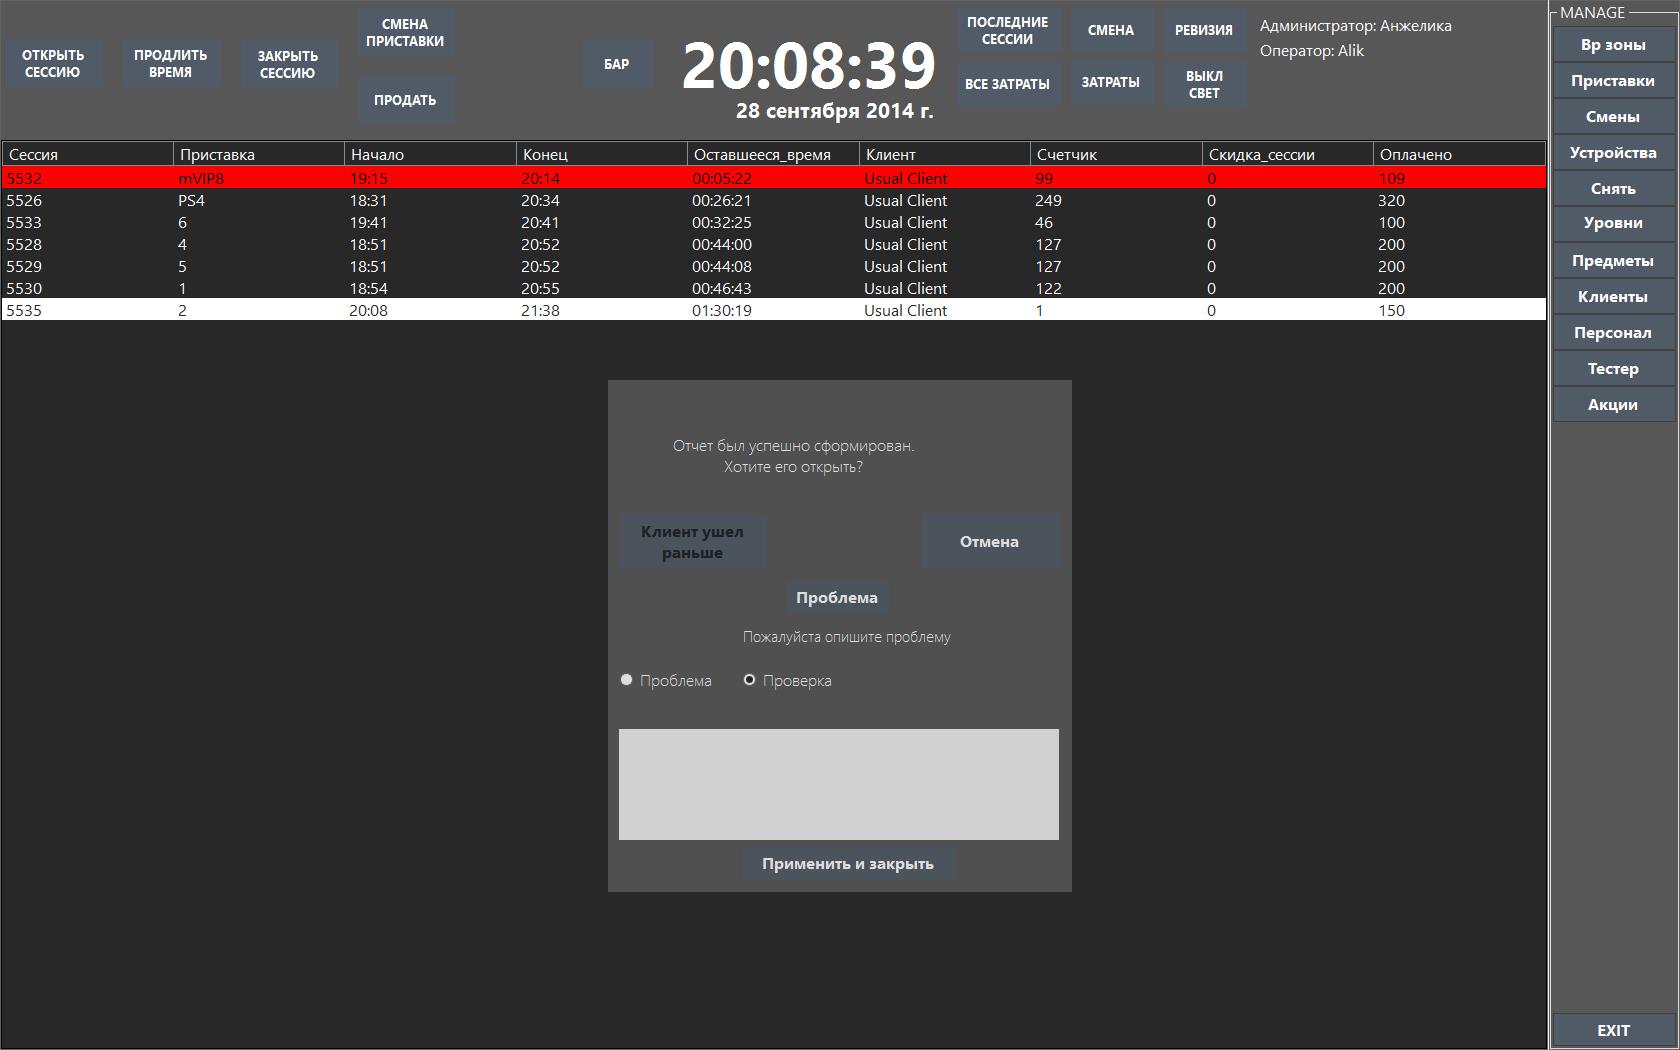 ОТКРЫТЬ
СЕССИЮ
ПРОДЛИТЬ
ВРЕМЯ
ЗАКРЫТЬ
СЕССИЮ
СМЕНА
ПРИСТАВКИ
ПРОДАТЬ
БАР
20:08:39
28 сентября 2014 г.
ПОСЛЕДНИЕ
СЕССИИ
СМЕНА
РЕВИЗИЯ
ВСЕ ЗАТРАТЫ
ЗАТРАТЫ
ВЫКЛ
СВЕТ
Администратор: Анжелика
Оператор: Alik
Сессия Приставка Начало Конец Оставшееся_время Клиент Счетчик Скидка_сессии Оплачено
5532 mVIP8 19:15 20:14 00:05:22 Usual Client 99 0 109
5526 PS4 18:31 20:34 00:26:21 Usual Client 249 0 320
5533 6 19:41 20:41 00:32:25 Usual Client 46 0 100
5528 4 18:51 20:52 00:44:00 Usual Client 127 0 200
5529 5 18:51 20:52 00:44:08 Usual Client 127 0 200
5530 1 18:54 20:55 00:46:43 Usual Client 122 0 200
5535 2 20:08 21:38 01:30:19 Usual Client 1 0 150
Отчет был успешно сформирован.
Хотите его открыть?
Клиент ушел
раньше
Отмена
Проблема
Пожалуйста опишите проблему
Проблема Проверка
Применить и закрыть
MANAGE
Вр зоны
Приставки
Смены
Устройства
Снять
Уровни
Предметы
Клиенты
Персонал
Тестер
Акции
EXIT